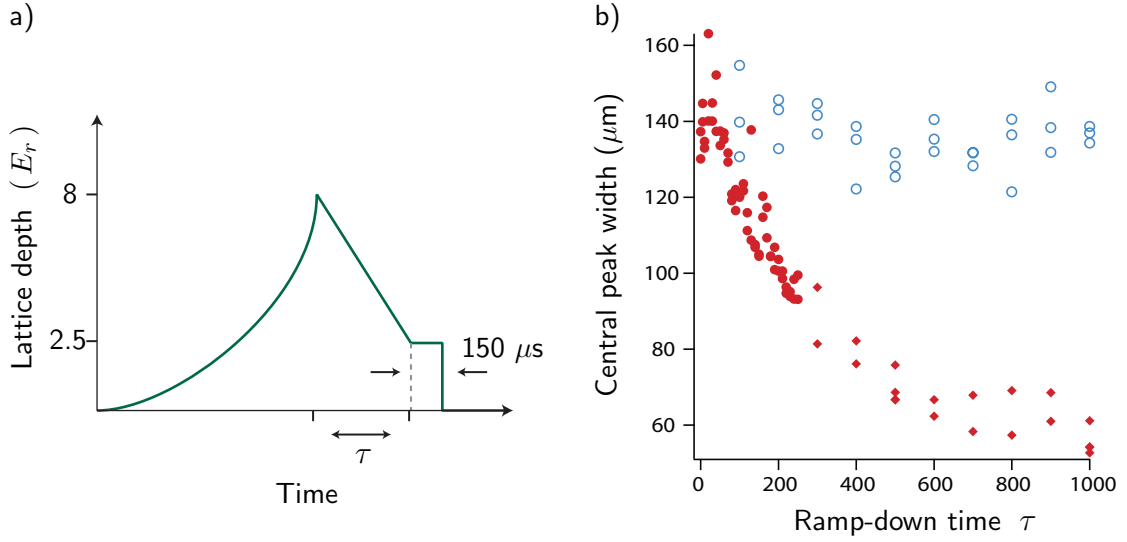 a)
Lattice depth (E_r)
8
2.5
150 μs
τ
Time
b)
Central peak width (μm)
160
140
120
100
80
60
0
200
400
600
800
1000
Ramp-down time τ